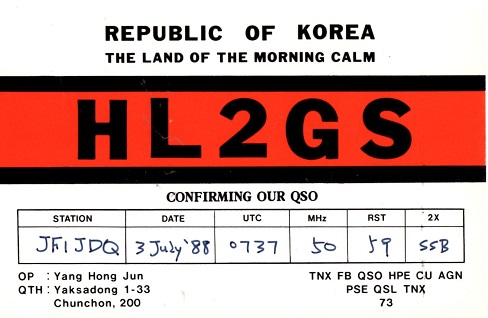 REPUBLIC OF KOREA
THE LAND OF THE MORNING CALM
HL2GS
CONFIRMING OUR QSO
STATION DATE UTC MHz RST 2X
JF1JDQ 3 July '88 0737 50 59 SSB
OP : Yang Hong Jun TNX FB QSO HPE CU AGN
QTH : Yaksadong 1-33 PSE QSL TNX
Chunchon, 200 73